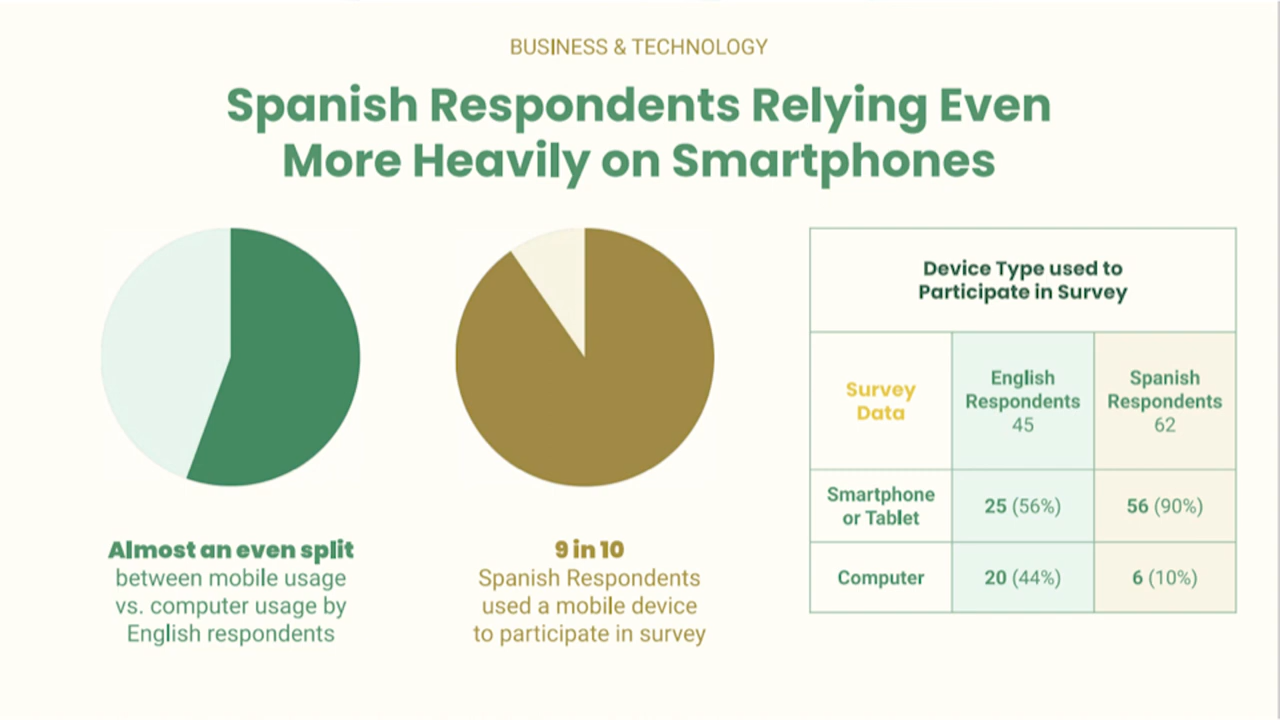 BUSINESS & TECHNOLOGY
Spanish Respondents Relying Even
More Heavily on Smartphones
Almost an even split
between mobile usage
vs. computer usage by
English respondents
9 in 10
Spanish Respondents
used a mobile device
to participate in survey
Device Type used to
Participate in Survey
Survey
Data
English
Respondents
45
Spanish
Respondents
62
Smartphone
or Tablet
25 (56%)
56 (90%)
Computer
20 (44%)
6 (10%)